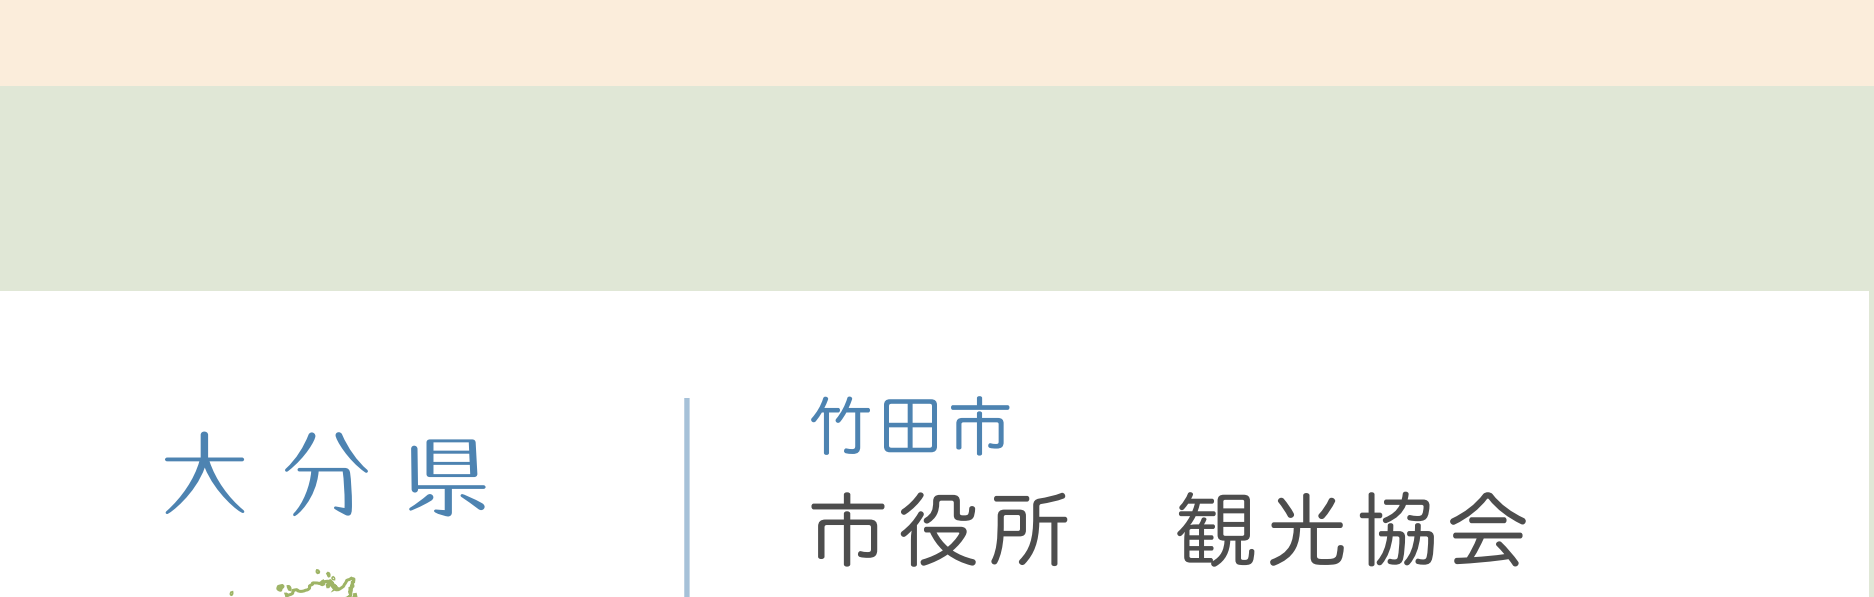 大分県
竹田市
市役所　観光協会